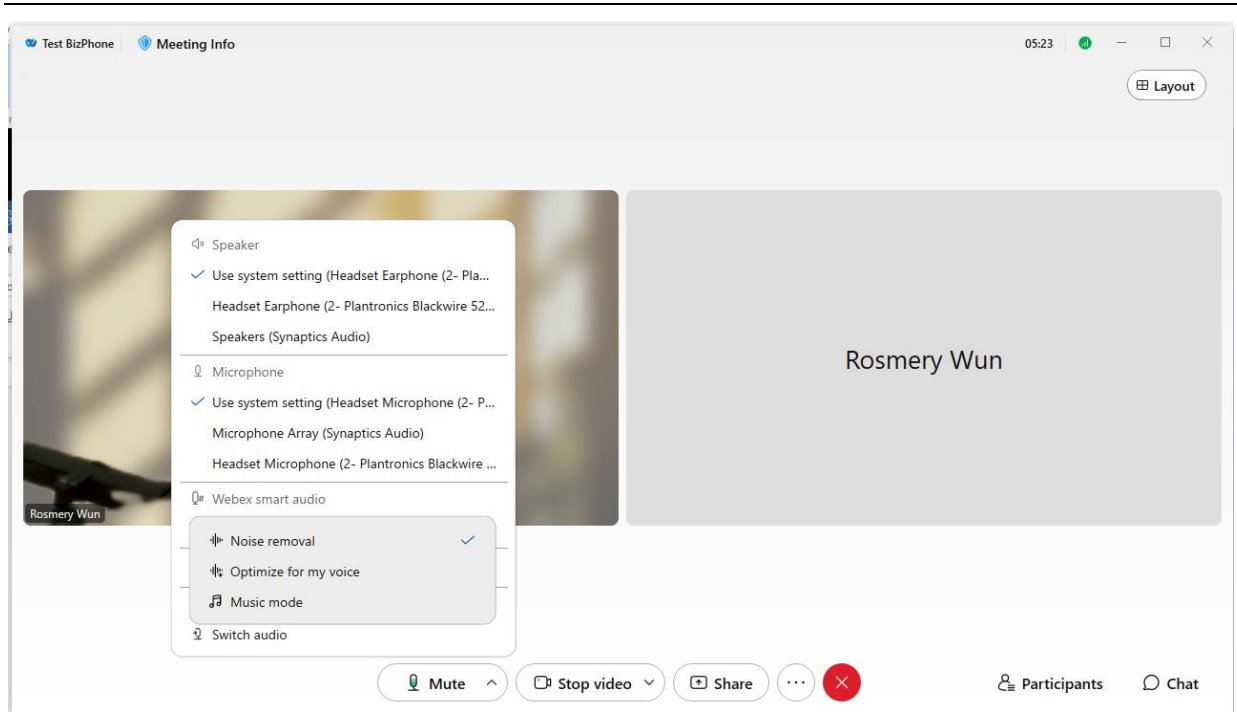 Test BizPhone Meeting Info 05:23
Layout
Speaker
Use system setting (Headset Earphone (2- Pla...
Headset Earphone (2- Plantronics Blackwire 52...
Speakers (Synaptics Audio)
Microphone
Use system setting (Headset Microphone (2- P...
Microphone Array (Synaptics Audio)
Headset Microphone (2- Plantronics Blackwire ...
Webex smart audio
Noise removal
Optimize for my voice
Music mode
Switch audio
Rosmery Wun
Rosmery Wun
Mute Stop video Share Participants Chat